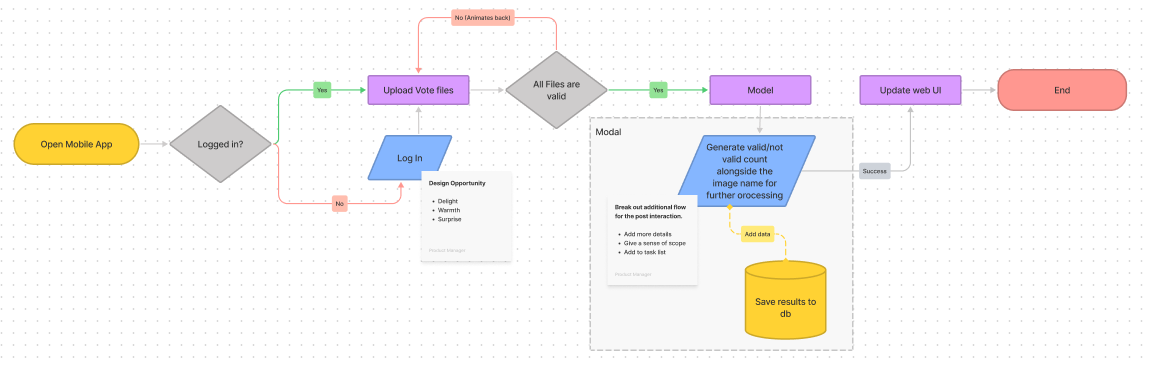 No (Animates back)
Open Mobile App
Logged in?
Yes
No
Upload Vote files
Log In
Design Opportunity
• Delight
• Warmth
• Surprise
Product Manager
All Files are
valid
Yes
Model
Modal
Generate valid/not
valid count
alongside the
image name for
further orocessing
Break out additional flow
for the post interaction.
• Add more details
• Give a sense of scope
• Add to task list
Product Manager
Add data
Save results to
db
Success
Update web UI
End